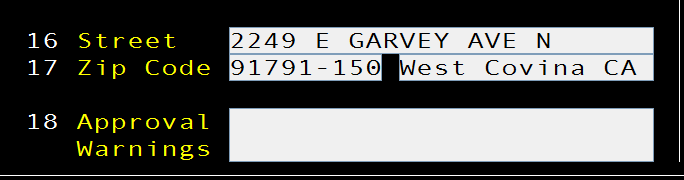 16 Street 2249 E GARVEY AVE N
17 Zip Code 91791-150 West Covina CA
18 Approval
Warnings